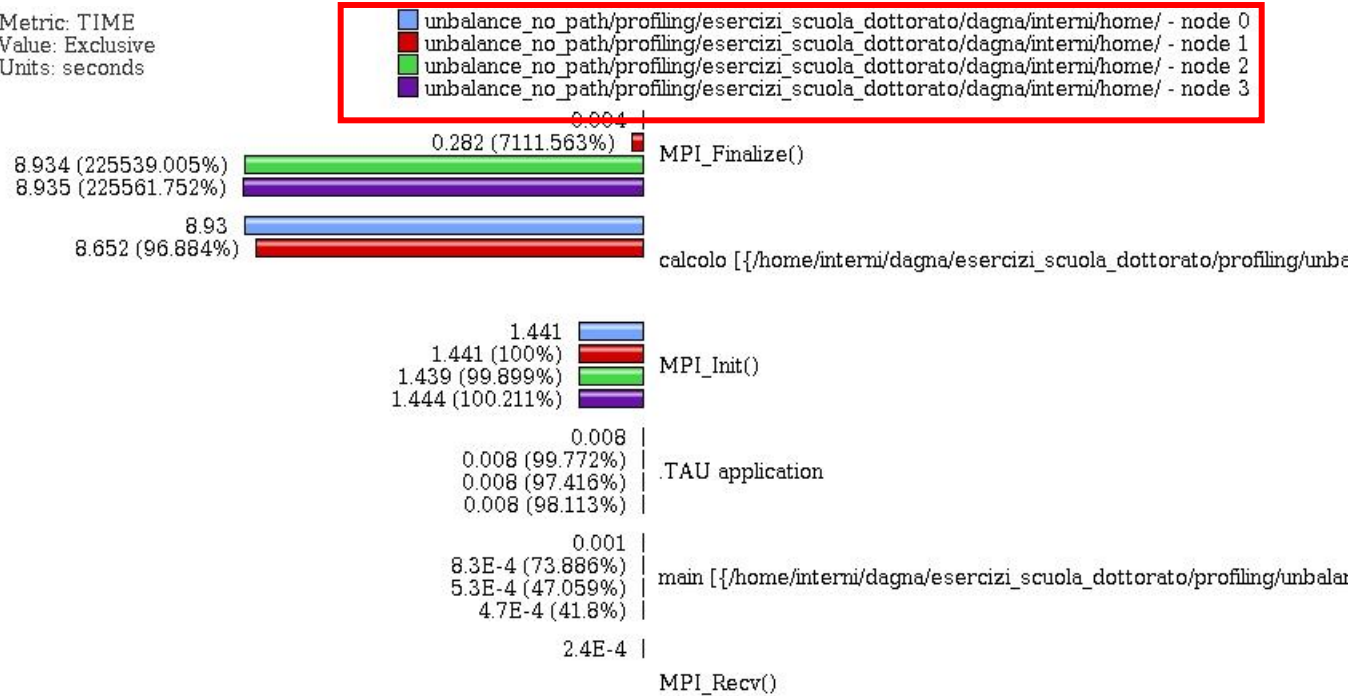 Metric: TIME
Value: Exclusive
Units: seconds
unbalance_no_path/profiling/esercizi_scuola_dottorato/dagna/interni/home/ - node 0
unbalance_no_path/profiling/esercizi_scuola_dottorato/dagna/interni/home/ - node 1
unbalance_no_path/profiling/esercizi_scuola_dottorato/dagna/interni/home/ - node 2
unbalance_no_path/profiling/esercizi_scuola_dottorato/dagna/interni/home/ - node 3
0.004
0.282 (7111.563%)
MPI_Finalize()
8.934 (225539.005%)
8.935 (225561.752%)
8.93
8.652 (96.884%)
calcolo [{/home/interni/dagna/esercizi_scuola_dottorato/profiling/unba
1.441
1.441 (100%)
MPI_Init()
1.439 (99.899%)
1.444 (100.211%)
0.008
0.008 (99.772%)
.TAU application
0.008 (97.416%)
0.008 (98.113%)
0.001
8.3E-4 (73.886%)
main [{/home/interni/dagna/esercizi_scuola_dottorato/profiling/unbalan
5.3E-4 (47.059%)
4.7E-4 (41.8%)
2.4E-4
MPI_Recv()